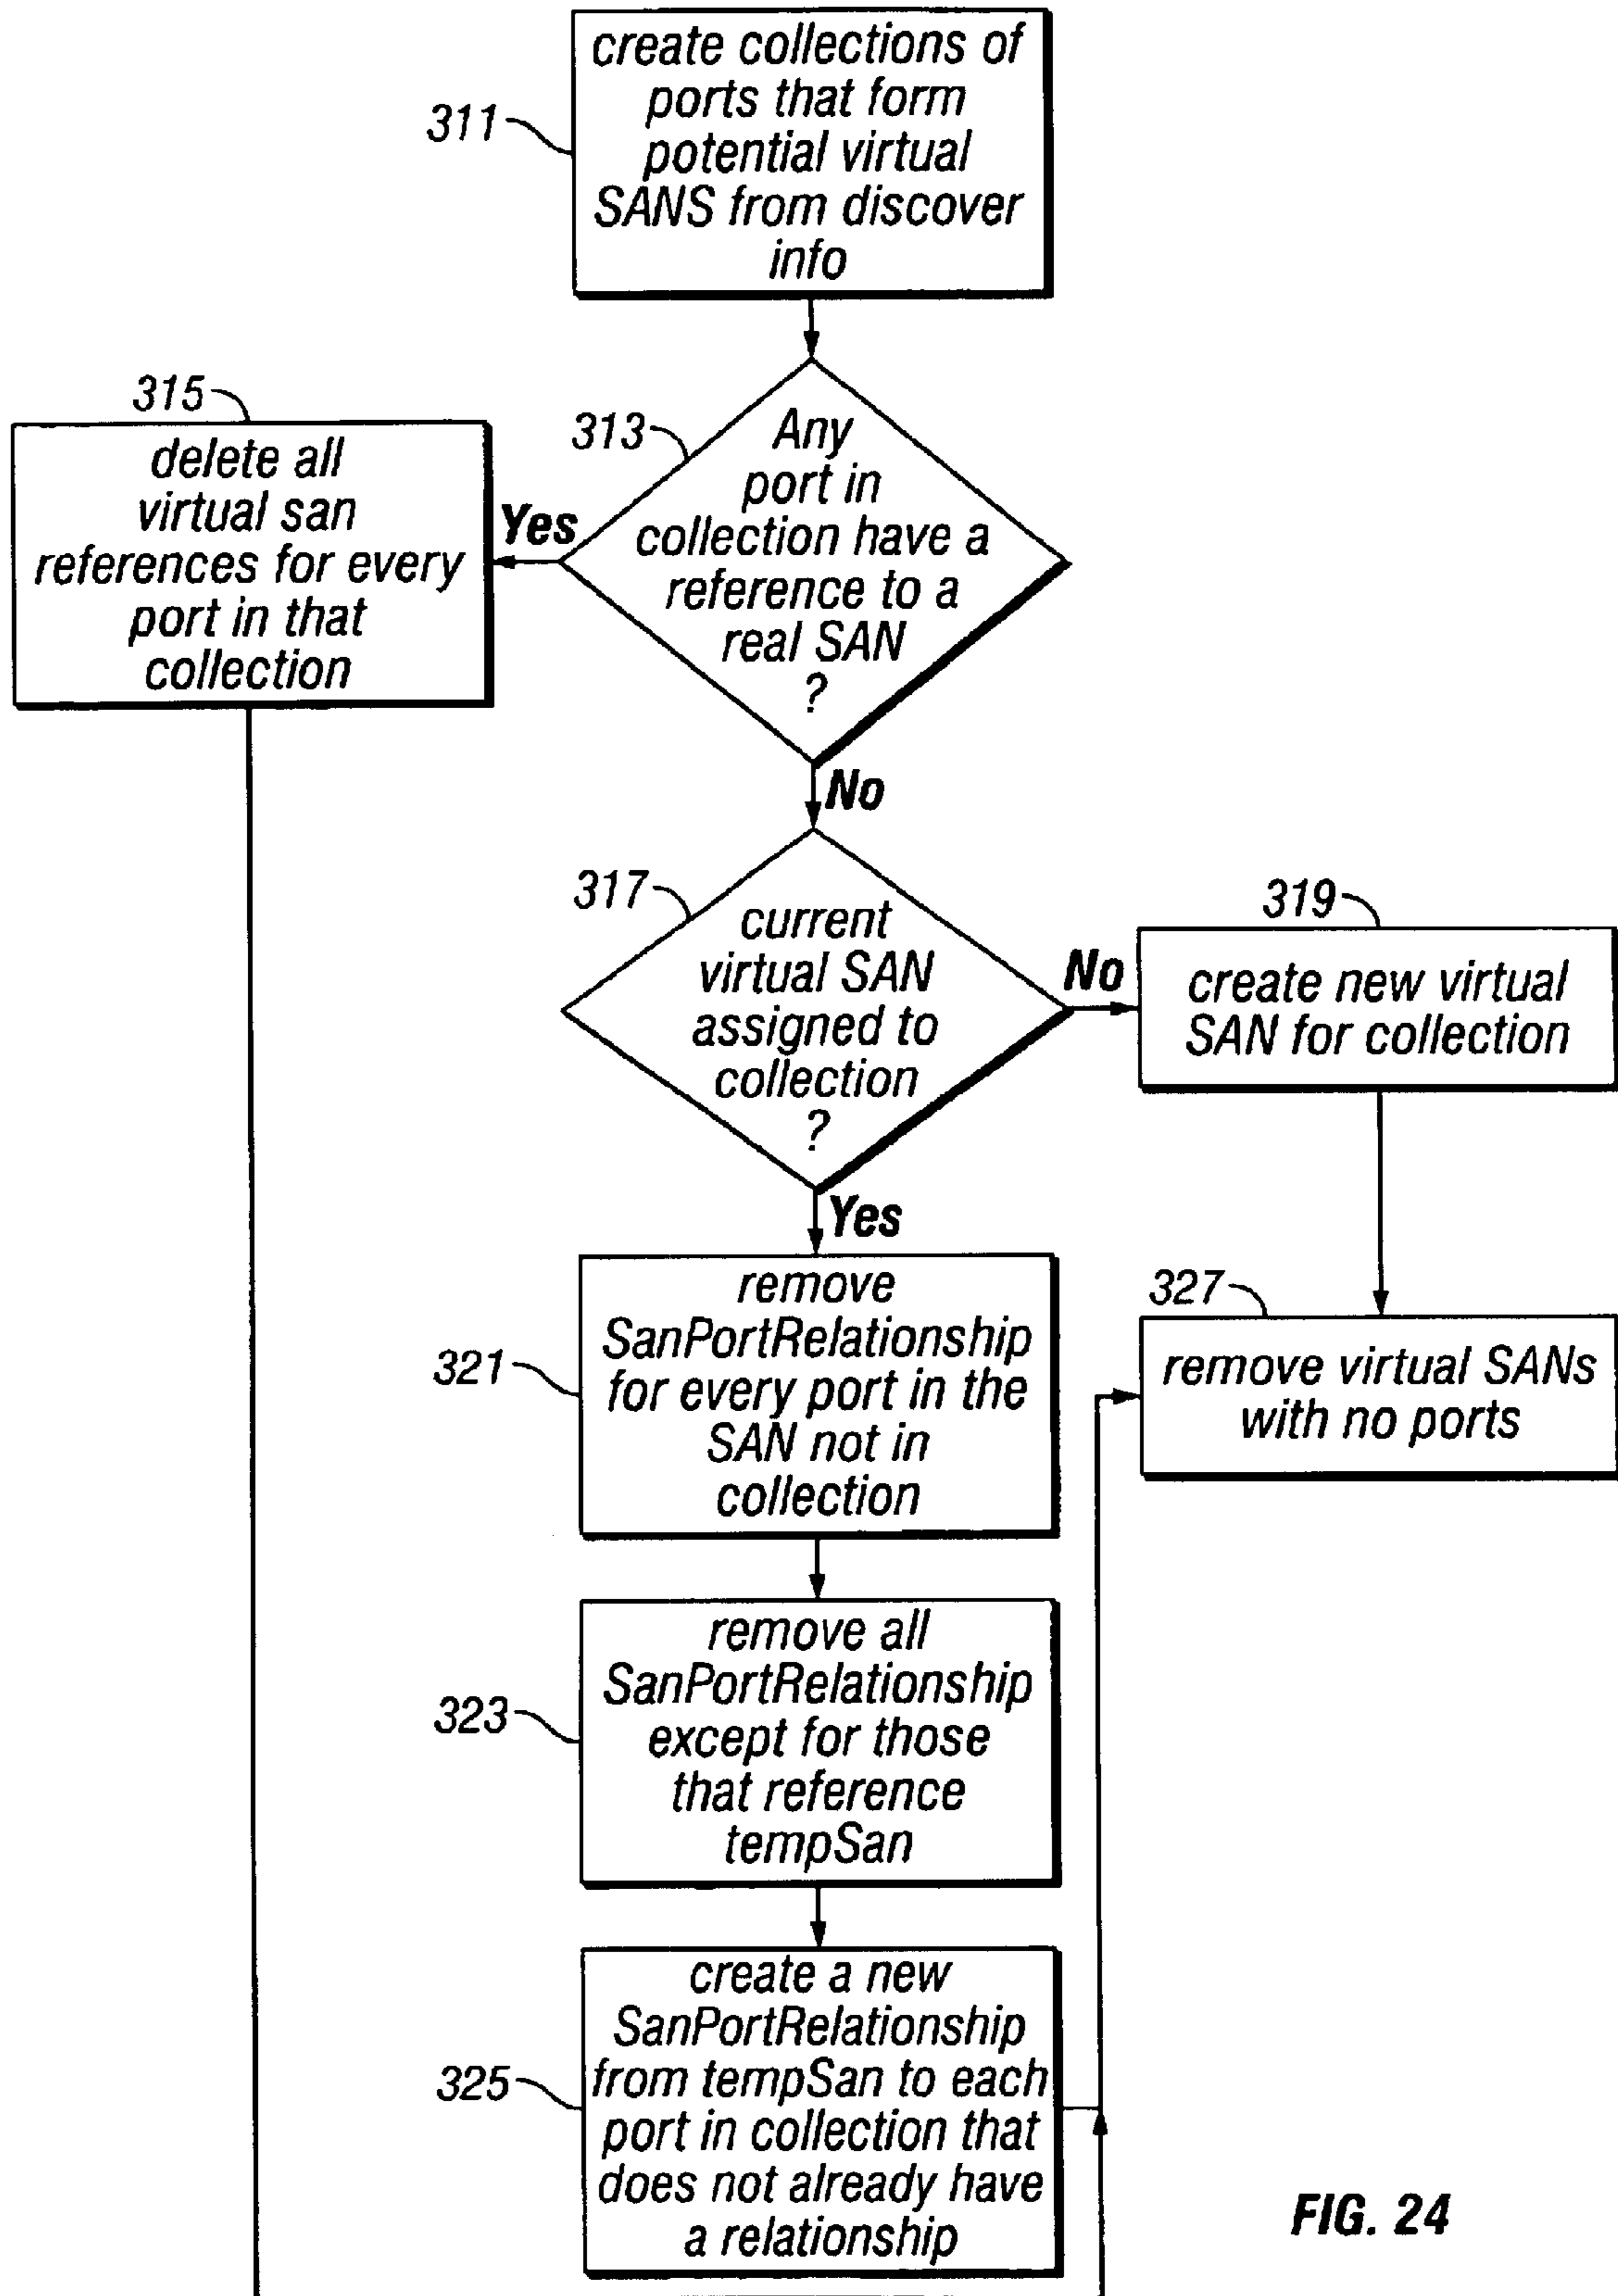 create collections of
ports that form
potential virtual
SANS from discover
info
311
315
delete all
virtual san
references for every
port in that
collection
Yes
313
Any
port in
collection have a
reference to a
real SAN
?
No
317
current
virtual SAN
assigned to
collection
?
No
319
create new virtual
SAN for collection
Yes
321
remove
SanPortRelationship
for every port in the
SAN not in
collection
327
remove virtual SANs
with no ports
323
remove all
SanPortRelationship
except for those
that reference
tempSan
325
create a new
SanPortRelationship
from tempSan to each
port in collection that
does not already have
a relationship
FIG. 24